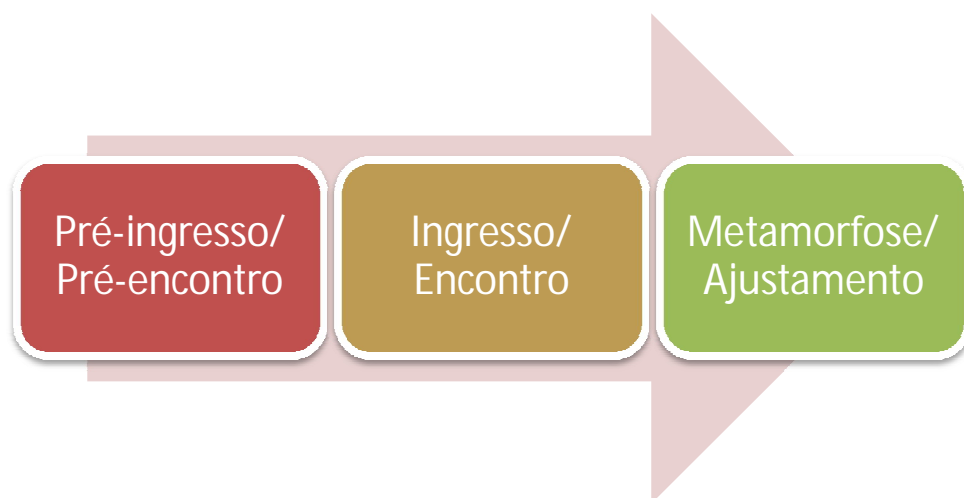 Pré-ingresso/
Pré-encontro
Ingresso/
Encontro
Metamorfose/
Ajustamento